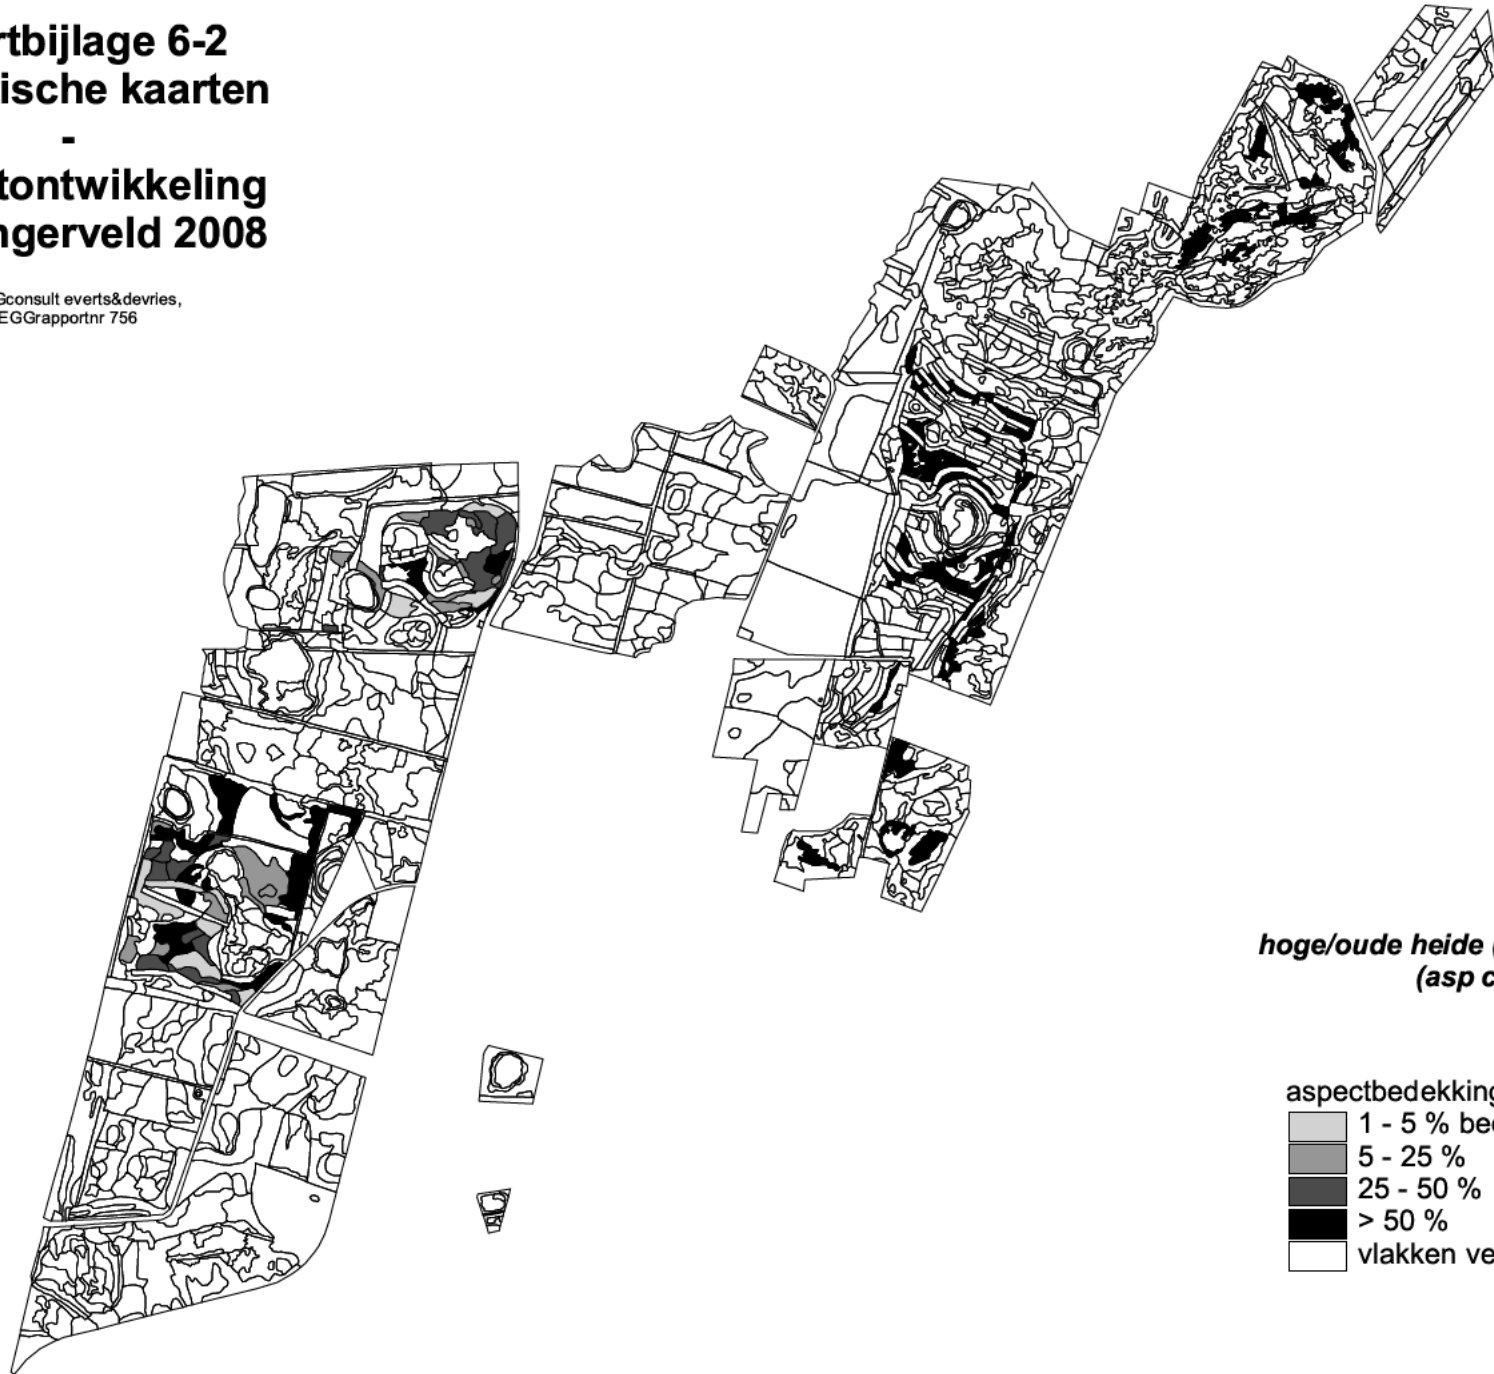 rtbijlage 6-2
ische kaarten
-
tontwikkeling
ngerveld 2008
Gconsult everts&devries,
EGGrapportnr 756
hoge/oude heide (
(asp c
aspectbedekking
1 - 5 % bed
5 - 25 %
25 - 50 %
> 50 %
vlakken ve